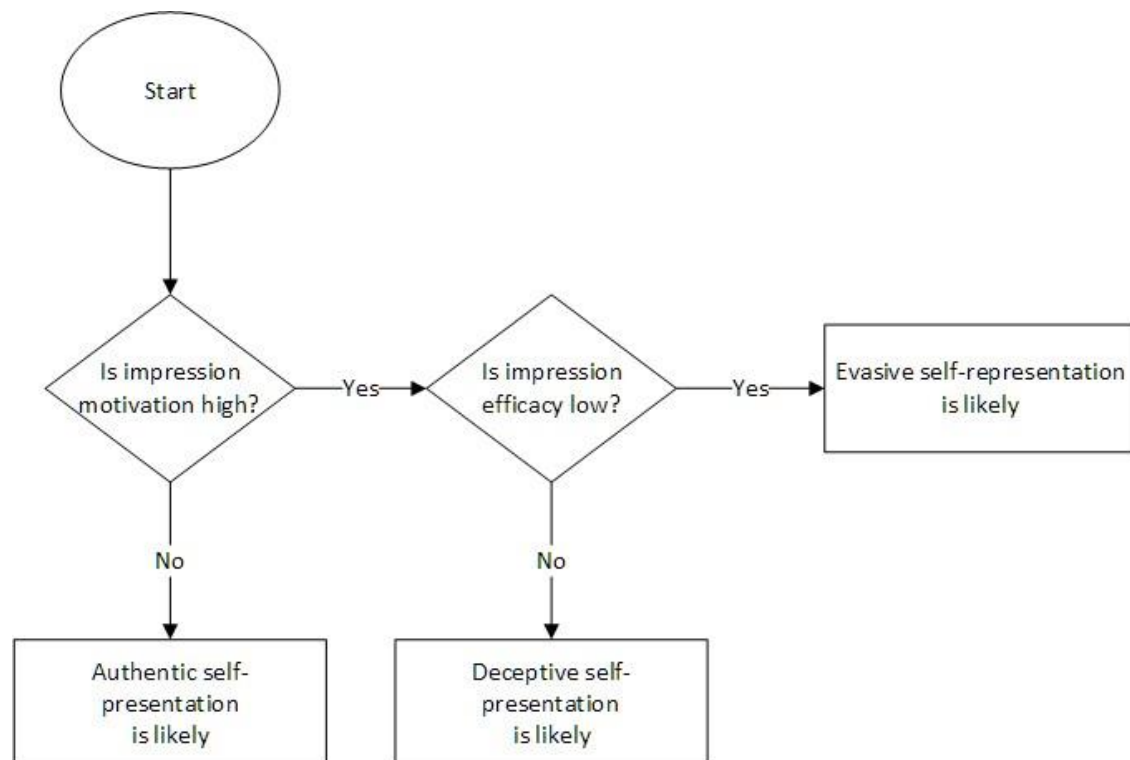 Start
Is impression
motivation high?
Yes
Is impression
efficacy low?
Yes
Evasive self-representation
is likely
No
No
Authentic self-
presentation
is likely
Deceptive self-
presentation
is likely